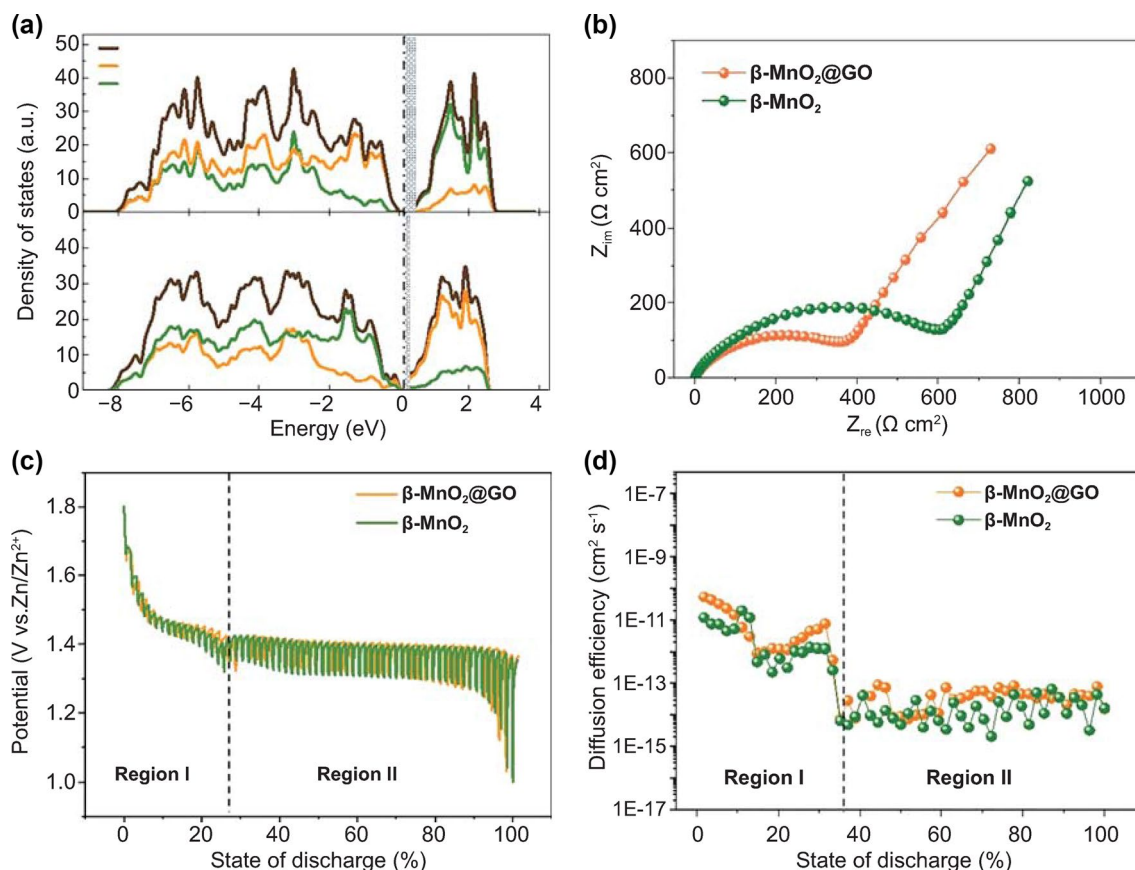 (a)
50
40
30
20
10
0
30
20
10
0
Density of states (a.u.)
−8
−6
−4
−2
0
2
4
Energy (eV)
(b)
β-MnO₂@GO
β-MnO₂
800
600
400
200
0
Z_im (Ω cm²)
0
200
400
600
800
1000
Z_re (Ω cm²)
(c)
β-MnO₂@GO
β-MnO₂
1.8
1.6
1.4
1.2
1.0
Potential (V vs.Zn/Zn²⁺)
Region I
Region II
0
20
40
60
80
100
State of discharge (%)
(d)
β-MnO₂@GO
β-MnO₂
1E-7
1E-9
1E-11
1E-13
1E-15
1E-17
Diffusion efficiency (cm² s⁻¹)
Region I
Region II
0
20
40
60
80
100
State of discharge (%)